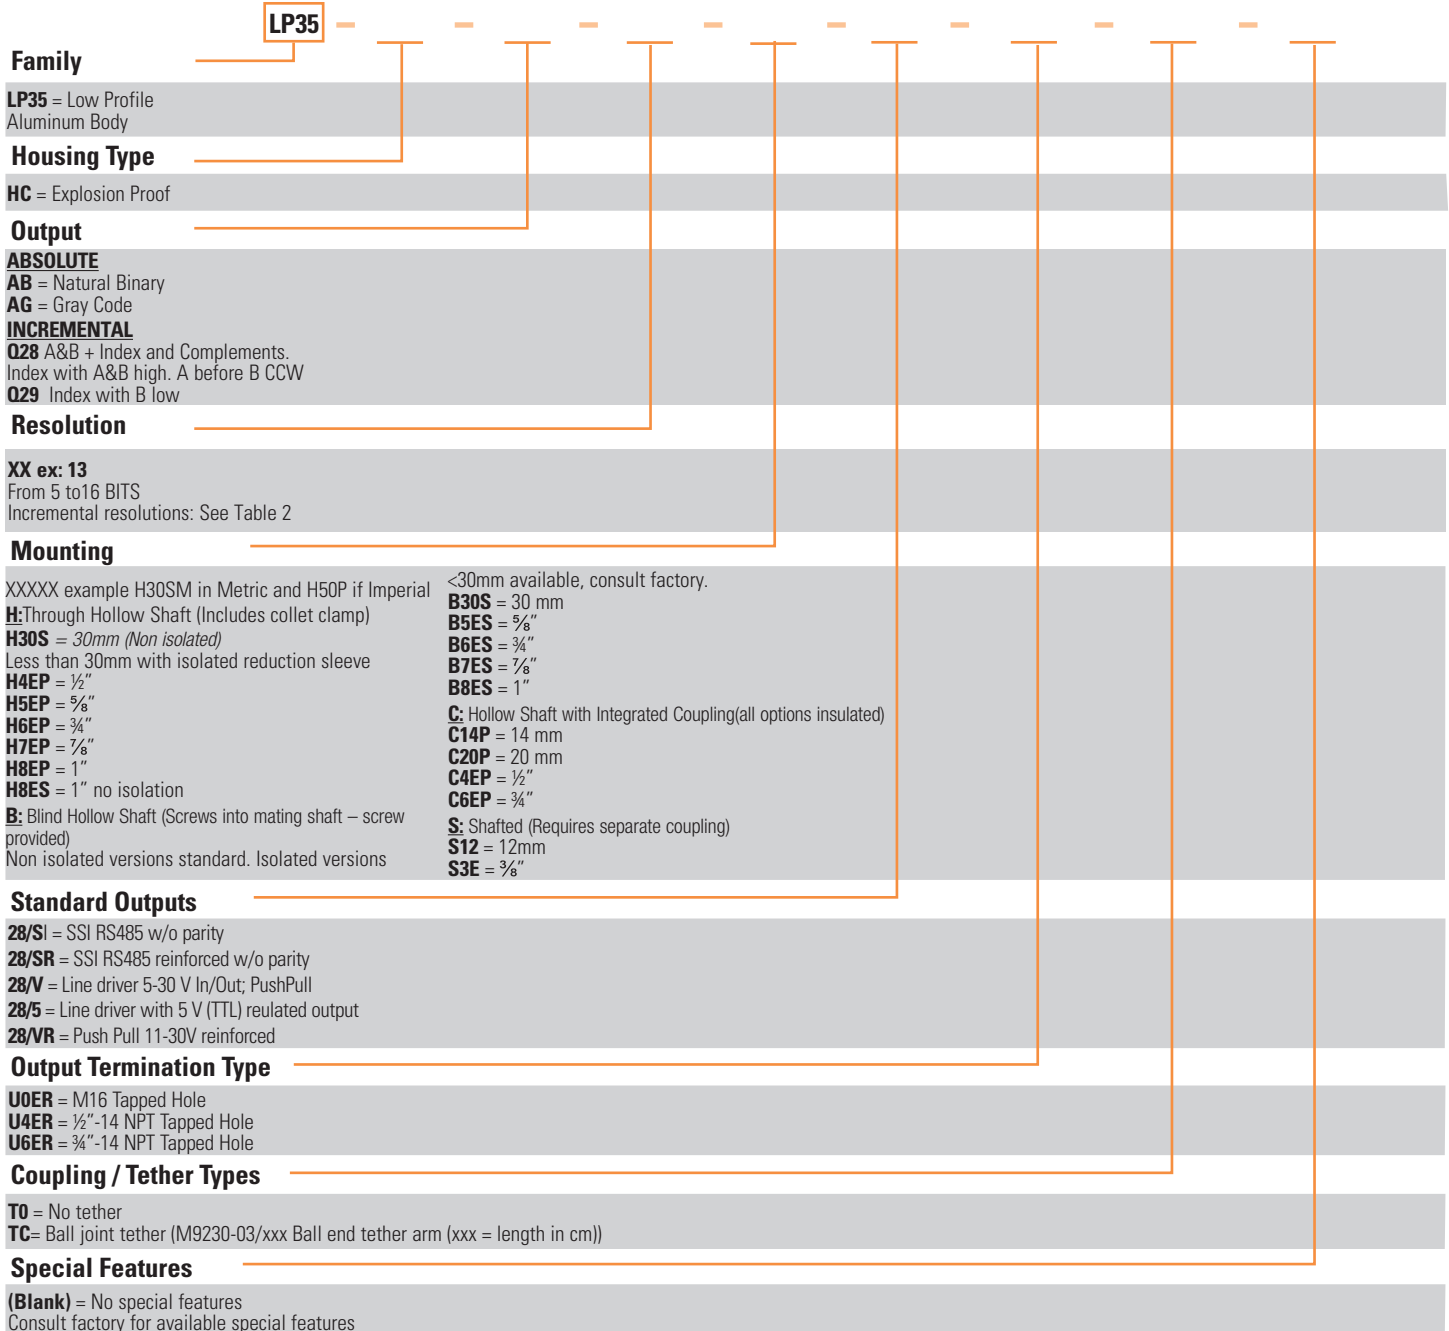 LP35
Family
LP35 = Low Profile
Aluminum Body
Housing Type
HC = Explosion Proof
Output
ABSOLUTE
AB = Natural Binary
AG = Gray Code
INCREMENTAL
Q28 A&B + Index and Complements.
Index with A&B high. A before B CCW
Q29 Index with B low
Resolution
XX ex: 13
From 5 to16 BITS
Incremental resolutions: See Table 2
Mounting
XXXXX example H30SM in Metric and H50P if Imperial
H:Through Hollow Shaft (Includes collet clamp)
H30S = 30mm (Non isolated)
Less than 30mm with isolated reduction sleeve
H4EP = ½”
H5EP = ⅝”
H6EP = ¾”
H7EP = ⅞”
H8EP = 1”
H8ES = 1” no isolation
B: Blind Hollow Shaft (Screws into mating shaft – screw
provided)
Non isolated versions standard. Isolated versions
<30mm available, consult factory.
B30S = 30 mm
B5ES = ⅝”
B6ES = ¾”
B7ES = ⅞”
B8ES = 1”
C: Hollow Shaft with Integrated Coupling(all options insulated)
C14P = 14 mm
C20P = 20 mm
C4EP = ½”
C6EP = ¾”
S: Shafted (Requires separate coupling)
S12 = 12mm
S3E = ⅜”
Standard Outputs
28/SI = SSI RS485 w/o parity
28/SR = SSI RS485 reinforced w/o parity
28/V = Line driver 5-30 V In/Out; PushPull
28/5 = Line driver with 5 V (TTL) reulated output
28/VR = Push Pull 11-30V reinforced
Output Termination Type
U0ER = M16 Tapped Hole
U4ER = ½”-14 NPT Tapped Hole
U6ER = ¾”-14 NPT Tapped Hole
Coupling / Tether Types
T0 = No tether
TC= Ball joint tether (M9230-03/xxx Ball end tether arm (xxx = length in cm))
Special Features
(Blank) = No special features
Consult factory for available special features